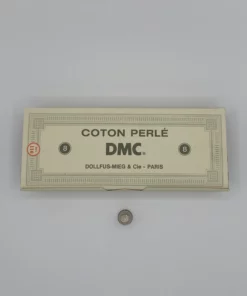 COTON PERLÉ
8 DMC® 8
DOLLFUS-MIEG & Cie - PARIS